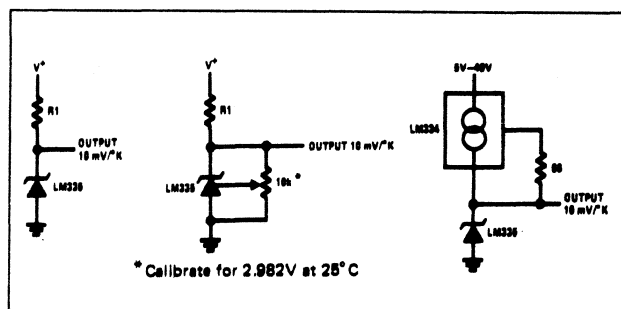 V+
R1
OUTPUT
10 mV/°K
LM335
V+
R1
OUTPUT 10 mV/°K
LM335
10k *
* Calibrate for 2.982V at 25° C
5V–40V
LM334
OUTPUT
10 mV/°K
LM335